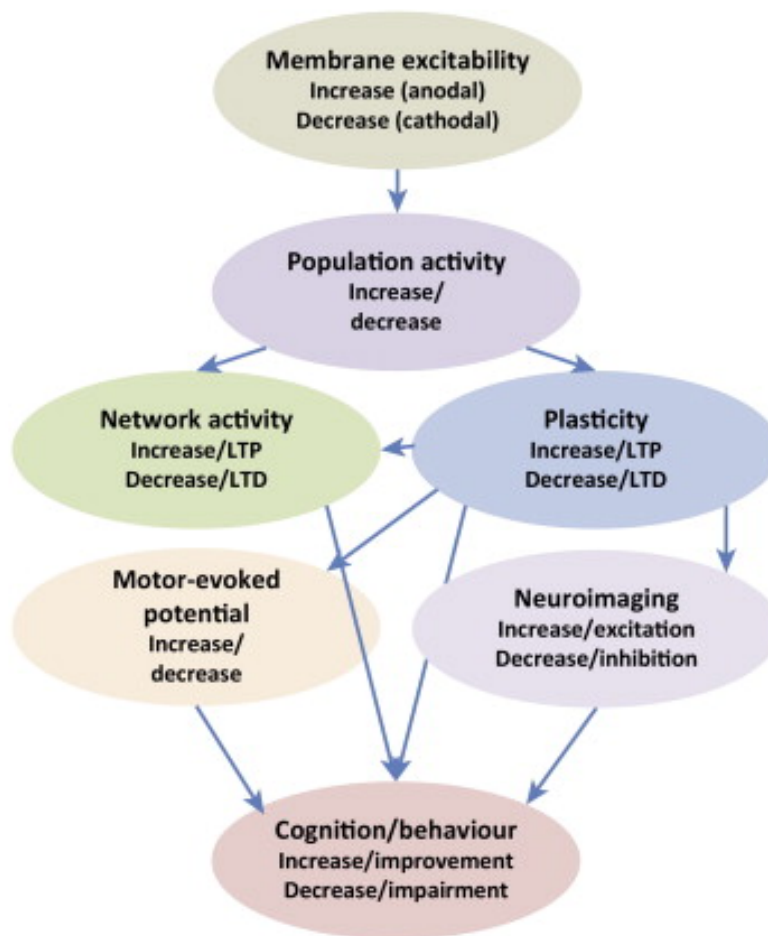 Membrane excitability
Increase (anodal)
Decrease (cathodal)
Population activity
Increase/
decrease
Network activity
Increase/LTP
Decrease/LTD
Plasticity
Increase/LTP
Decrease/LTD
Motor-evoked
potential
Increase/
decrease
Neuroimaging
Increase/excitation
Decrease/inhibition
Cognition/behaviour
Increase/improvement
Decrease/impairment